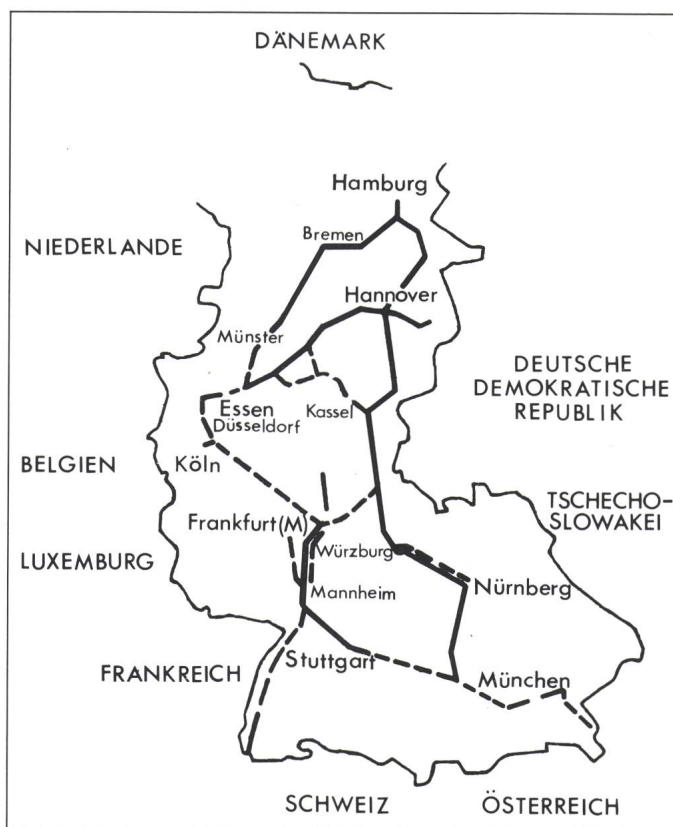 DÄNEMARK
Hamburg
Bremen
NIEDERLANDE
Hannover
Münster
DEUTSCHE
DEMOKRATISCHE
REPUBLIK
Essen
Düsseldorf
Kassel
BELGIEN
Köln
TSCHECHO-
SLOWAKEI
Frankfurt(M)
LUXEMBURG
Würzburg
Nürnberg
Mannheim
FRANKREICH
Stuttgart
München
SCHWEIZ
ÖSTERREICH